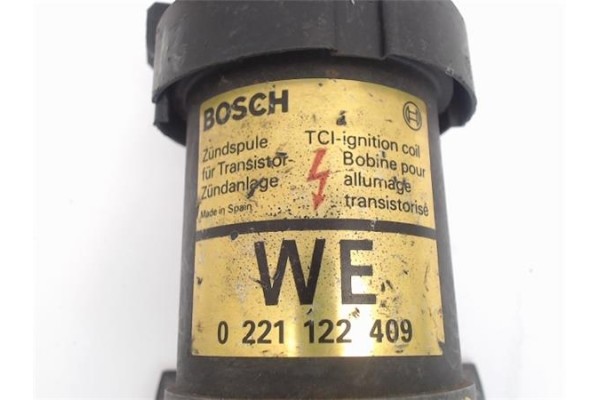 BOSCH
Zündspule
für Transistor-
Zündanlage
Made in Spain
TCI-ignition coil
Bobine pour
allumage
transistorisé
WE
0 221 122 409